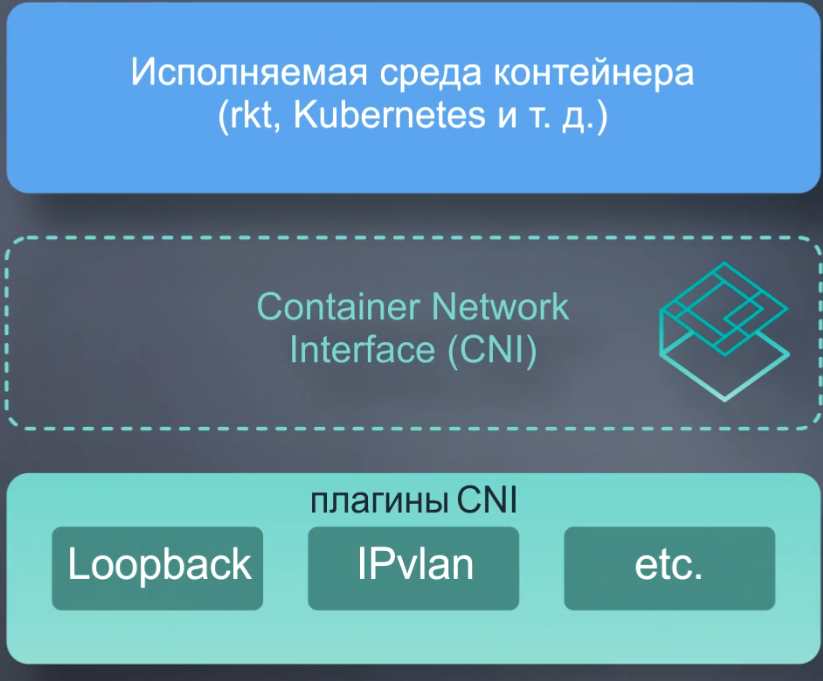 Исполняемая среда контейнера
(rkt, Kubernetes и т. д.)
Container Network
Interface (CNI)
плагины CNI
Loopback
IPvlan
etc.